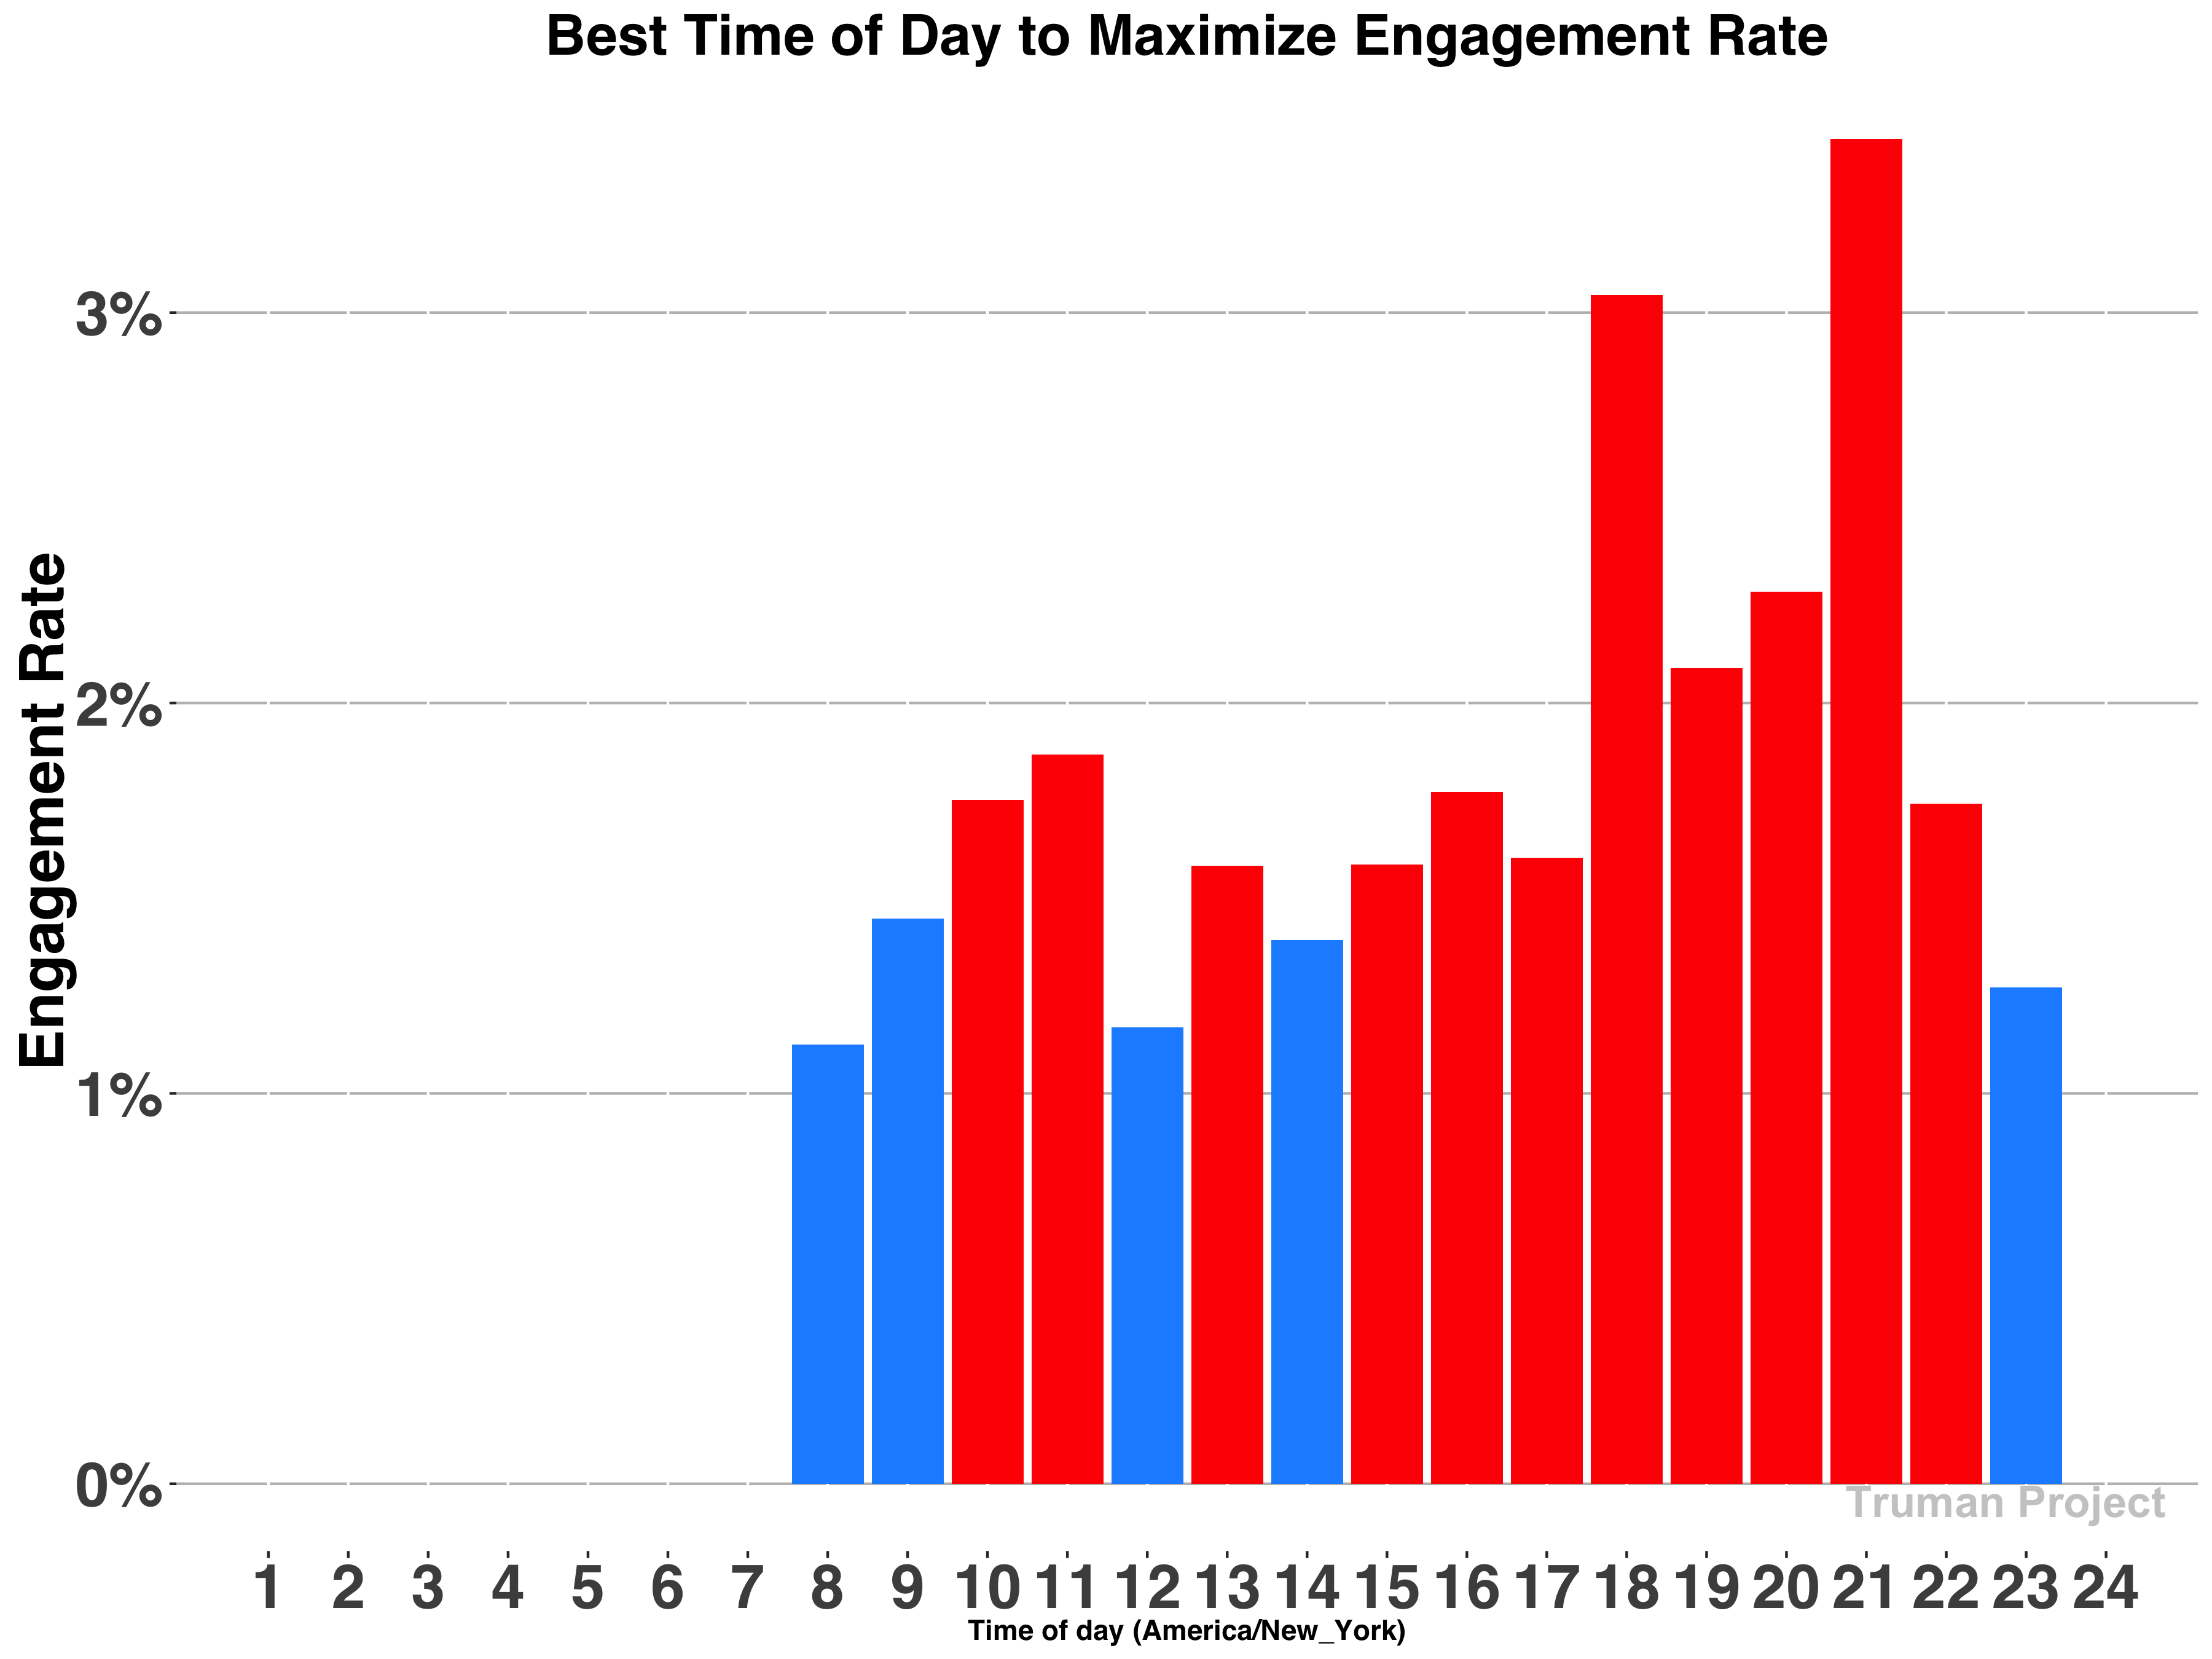 Best Time of Day to Maximize Engagement Rate
Engagement Rate
3%
2%
1%
0%
Truman Project
1 2 3 4 5 6 7 8 9 10 11 12 13 14 15 16 17 18 19 20 21 22 23 24
Time of day (America/New_York)